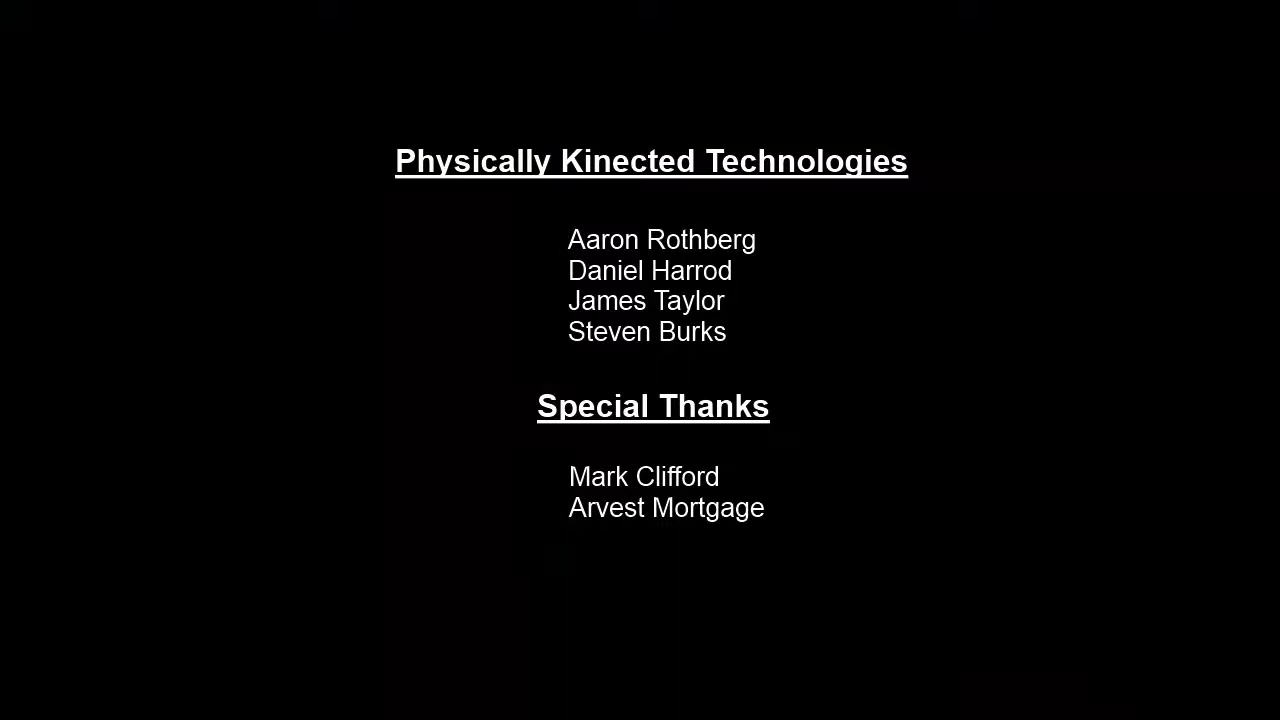 Physically Kinected Technologies
Aaron Rothberg
Daniel Harrod
James Taylor
Steven Burks
Special Thanks
Mark Clifford
Arvest Mortgage